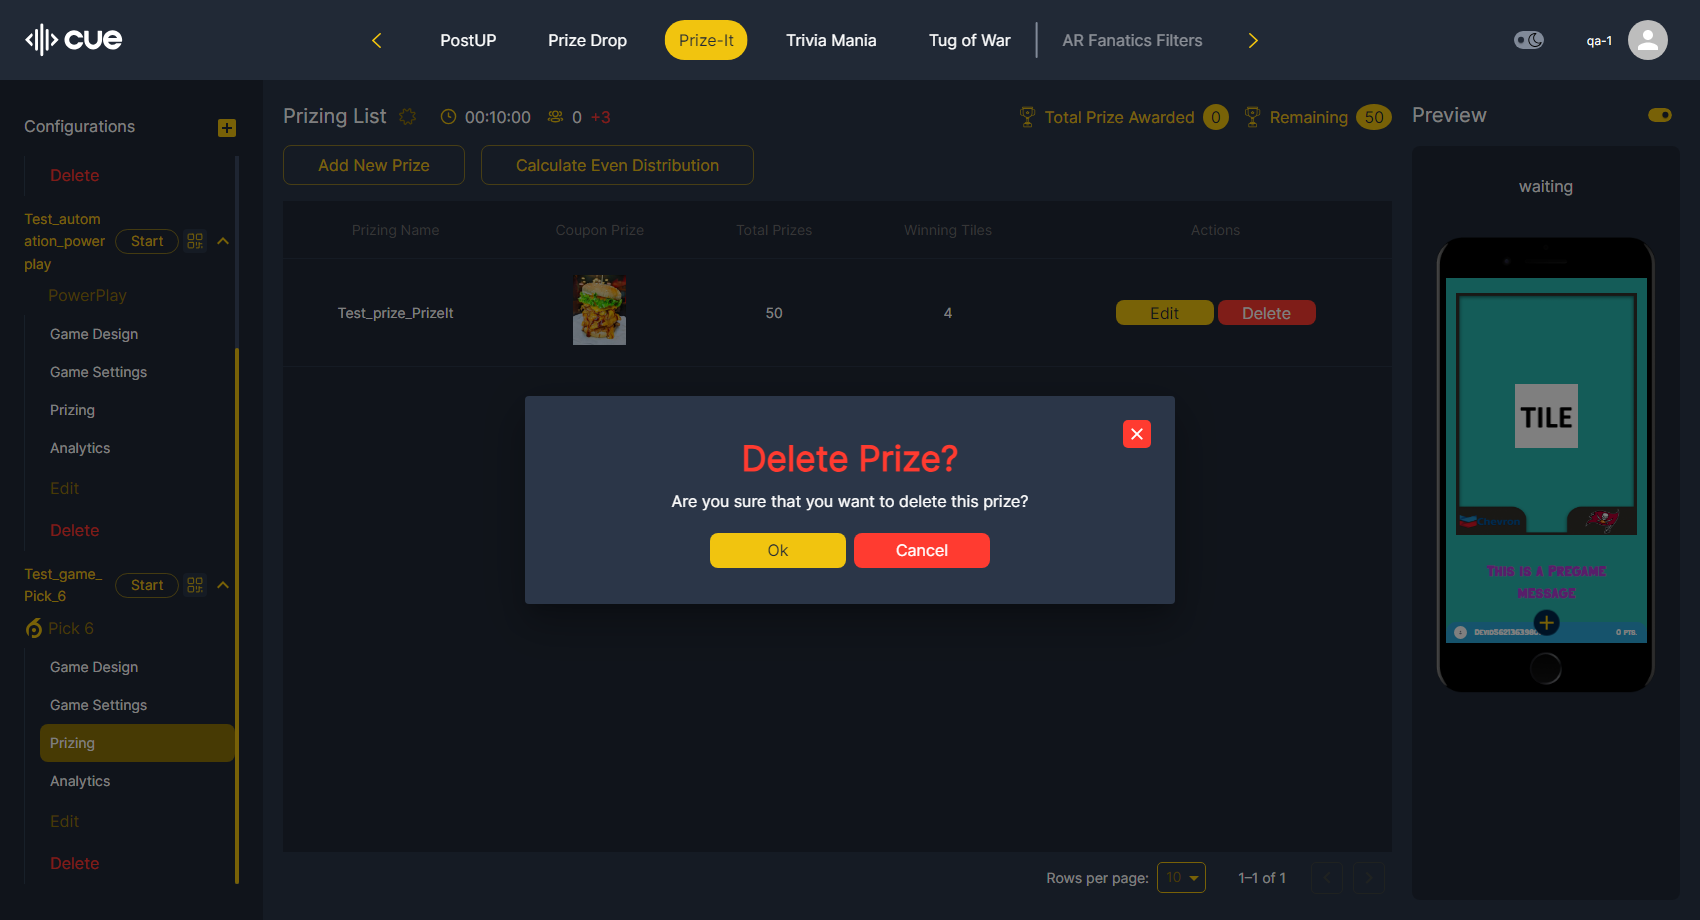 cue
PostUP
Prize Drop
Prize-It
Trivia Mania
Tug of War
AR Fanatics Filters
qa-1
Configurations
Delete
Test_autom
ation_power
play
Start
PowerPlay
Game Design
Game Settings
Prizing
Analytics
Edit
Delete
Test_game_
Pick_6
Start
Pick 6
Game Design
Game Settings
Prizing
Analytics
Edit
Delete
Prizing List
00:10:00
0 +3
Total Prize Awarded 0
Remaining 50
Add New Prize
Calculate Even Distribution
Prizing Name
Coupon Prize
Total Prizes
Winning Tiles
Actions
Test_prize_PrizeIt
50
4
Edit
Delete
Delete Prize?
Are you sure that you want to delete this prize?
Ok
Cancel
Rows per page: 10
1–1 of 1
Preview
waiting
TILE
Chevron
THIS IS A PREGAME
MESSAGE
0 PTS.